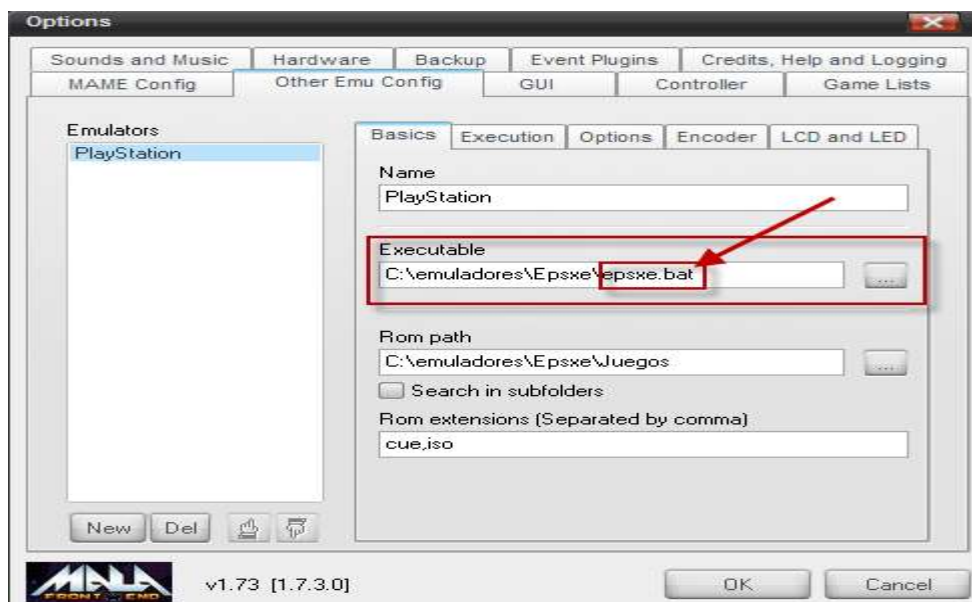 Options
Sounds and Music Hardware Backup Event Plugins Credits, Help and Logging
MAME Config Other Emu Config GUI Controller Game Lists
Emulators
PlayStation
Basics Execution Options Encoder LCD and LED
Name
PlayStation
Executable
C:\emuladores\Epsxe\epsxe.bat
...
Rom path
C:\emuladores\Epsxe\Juegos
...
Search in subfolders
Rom extensions (Separated by comma)
cue,iso
New Del
MALA
FRONT END
v1.73 [1.7.3.0]
OK Cancel